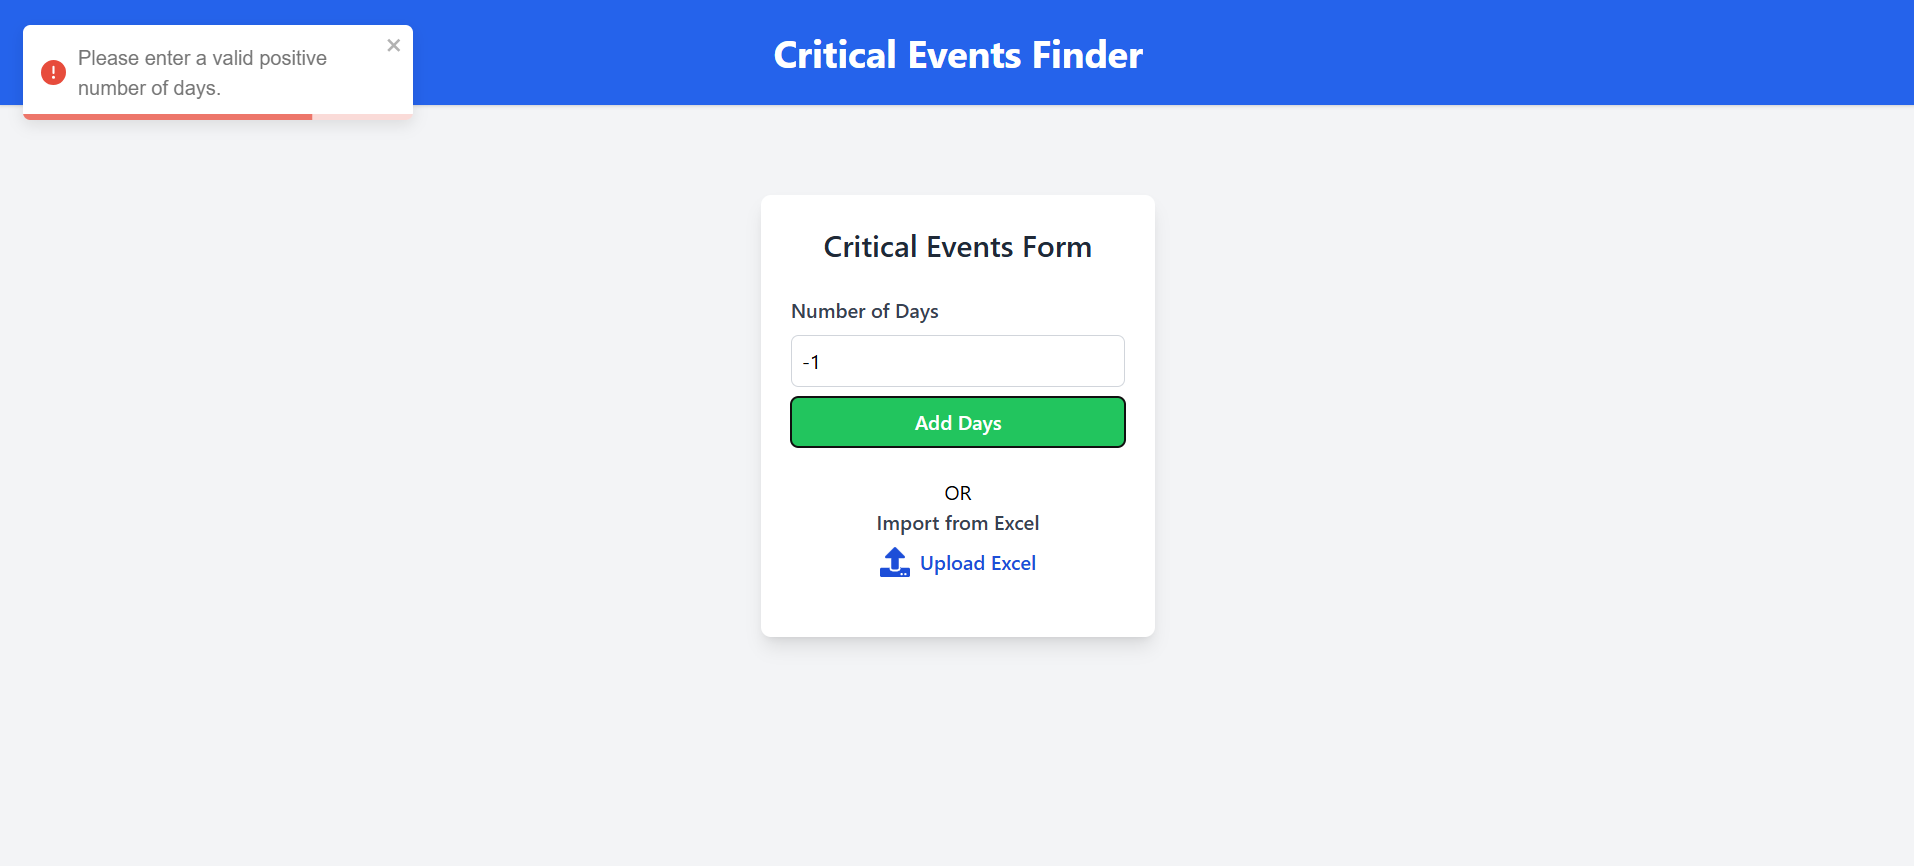 Critical Events Finder
Please enter a valid positive
number of days.
Critical Events Form
Number of Days
-1
Add Days
OR
Import from Excel
Upload Excel